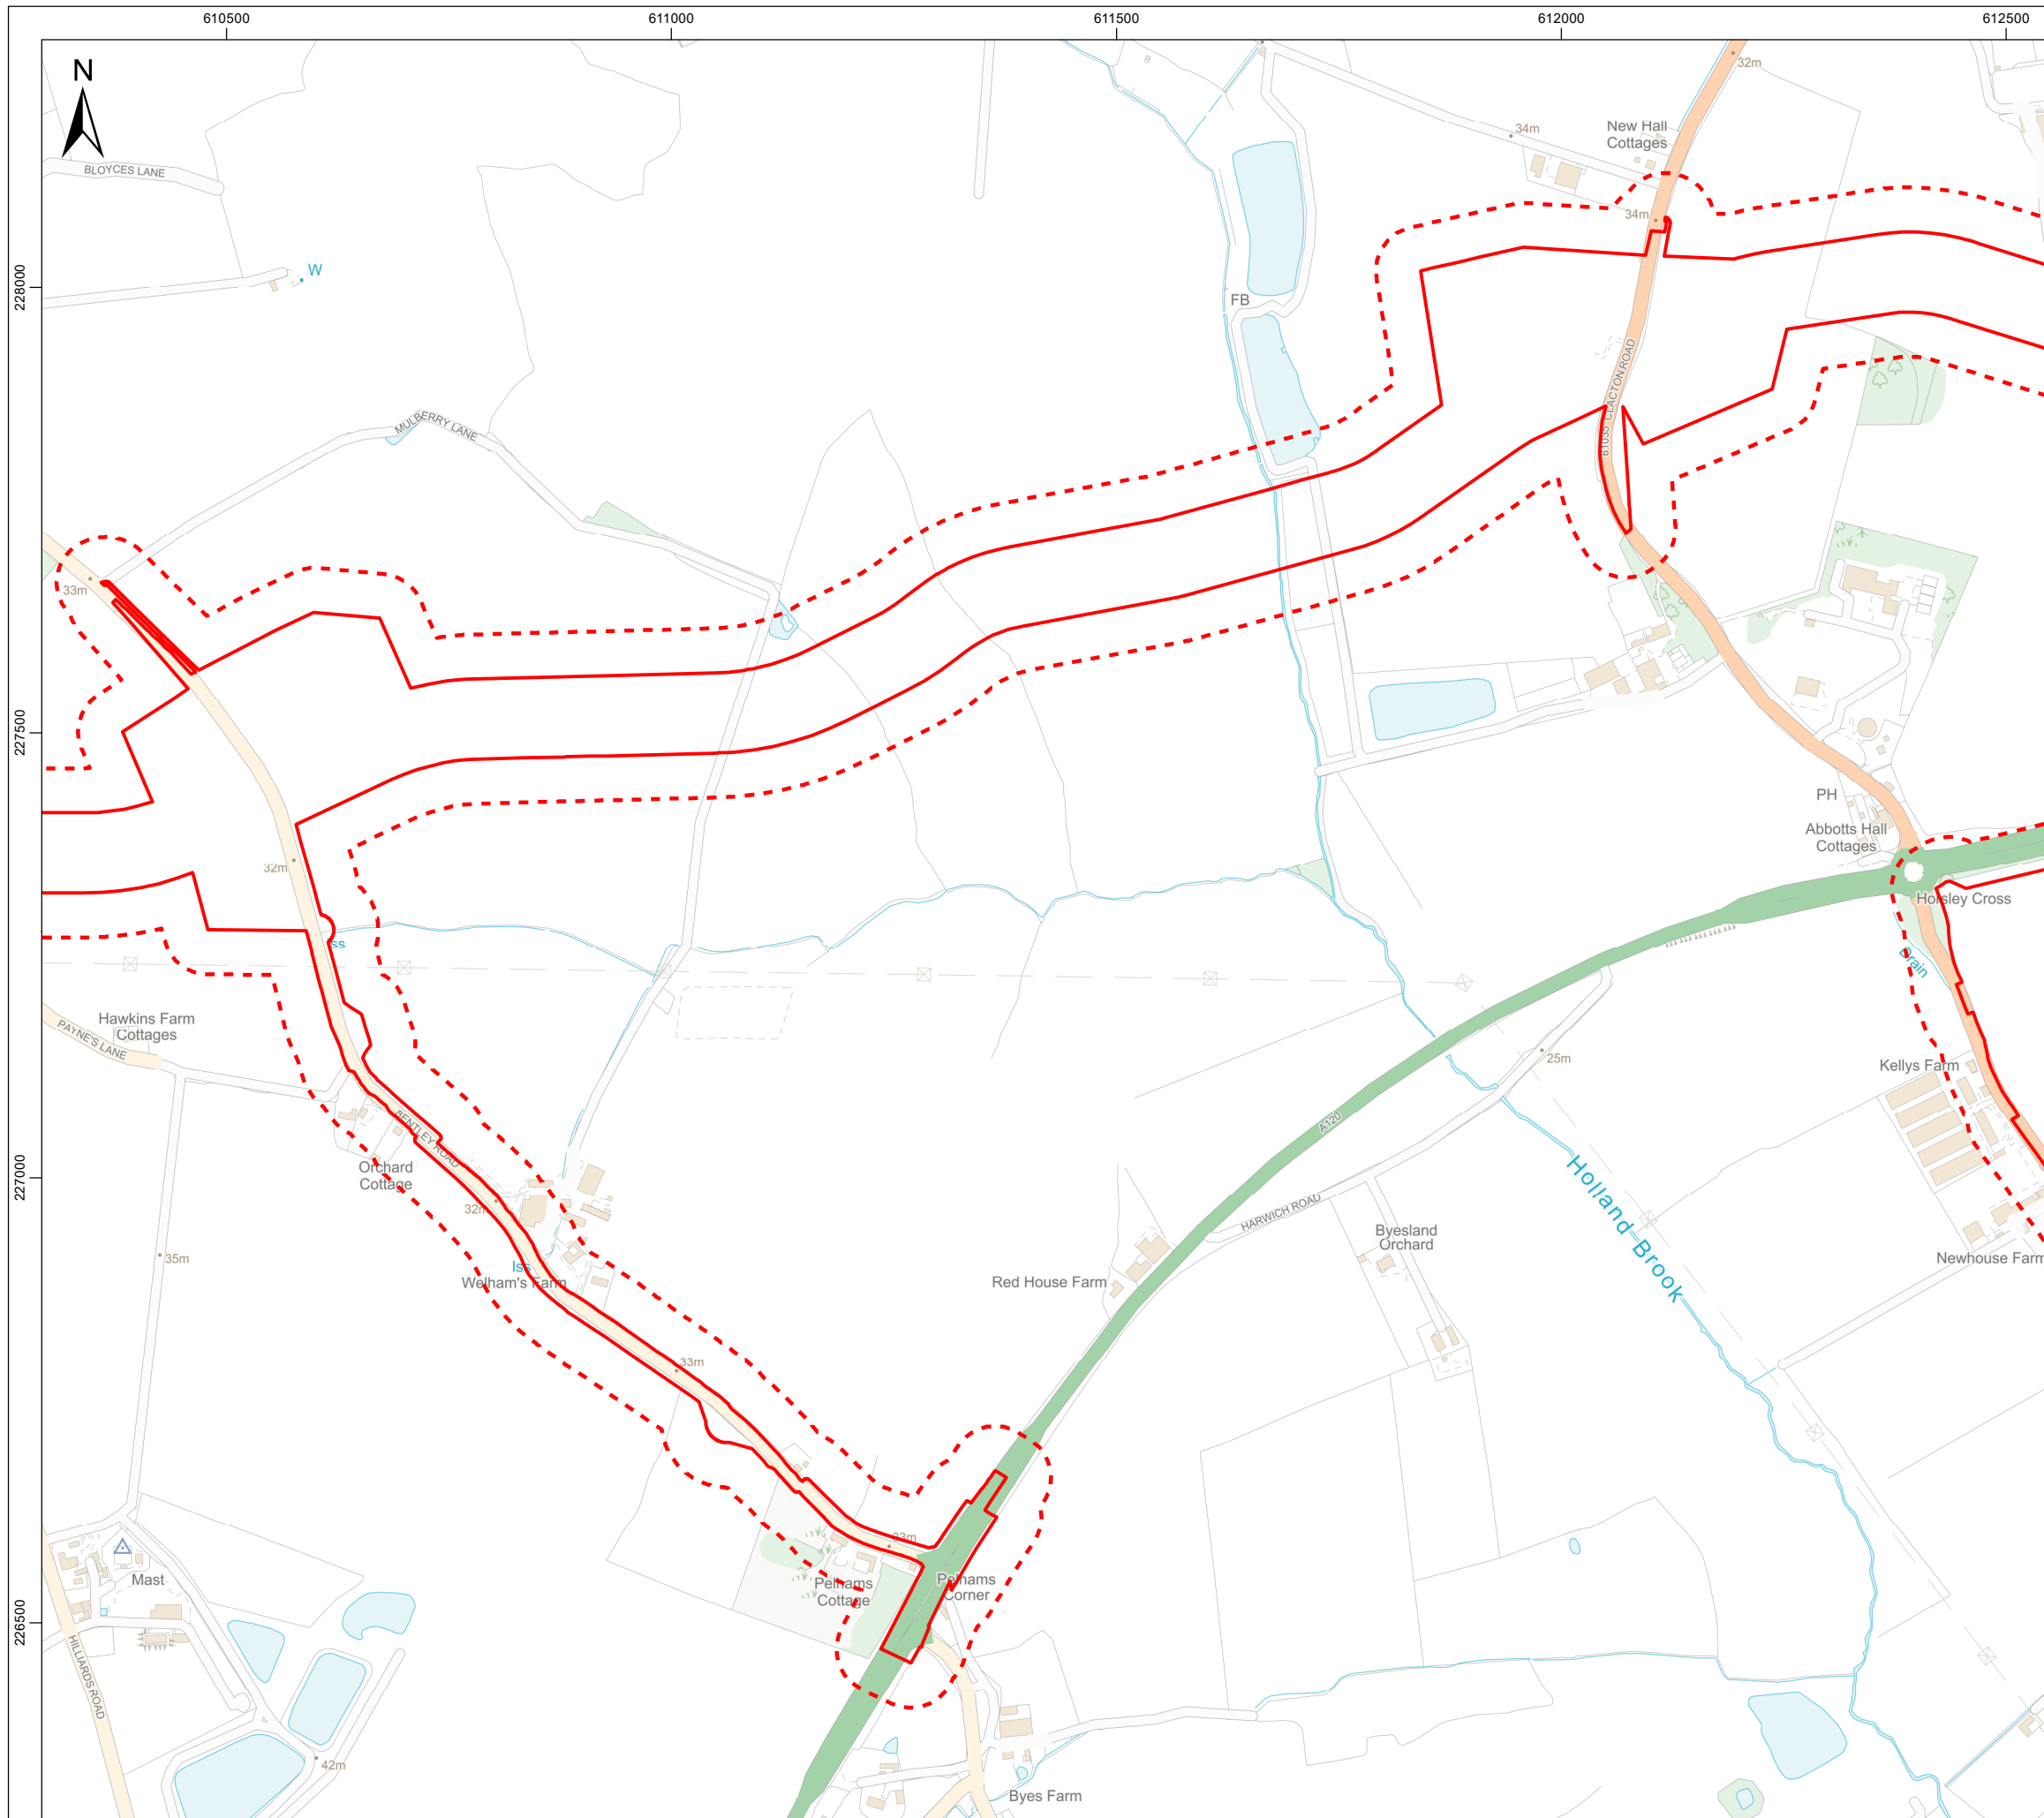 610500
611000
611500
612000
612500
N
32m
34m
New Hall
Cottages
BLOYCES LANE
34m
W
228000
FB
B1035 CLACTON ROAD
MULBERRY LANE
33m
227500
PH
Abbotts Hall
Cottages
32m
Horsley Cross
Iss
Drain
Hawkins Farm
Cottages
PAYNE'S LANE
25m
Kellys Farm
A120
BENTLEY ROAD
Orchard
Cottage
227000
32m
Holland Brook
HARWICH ROAD
Byesland
Orchard
35m
Iss
Welham's Farm
Red House Farm
Newhouse Farm
33m
33m
Mast
Pelhams
Cottage
Pelhams
Corner
226500
HILLIARDS ROAD
42m
Byes Farm